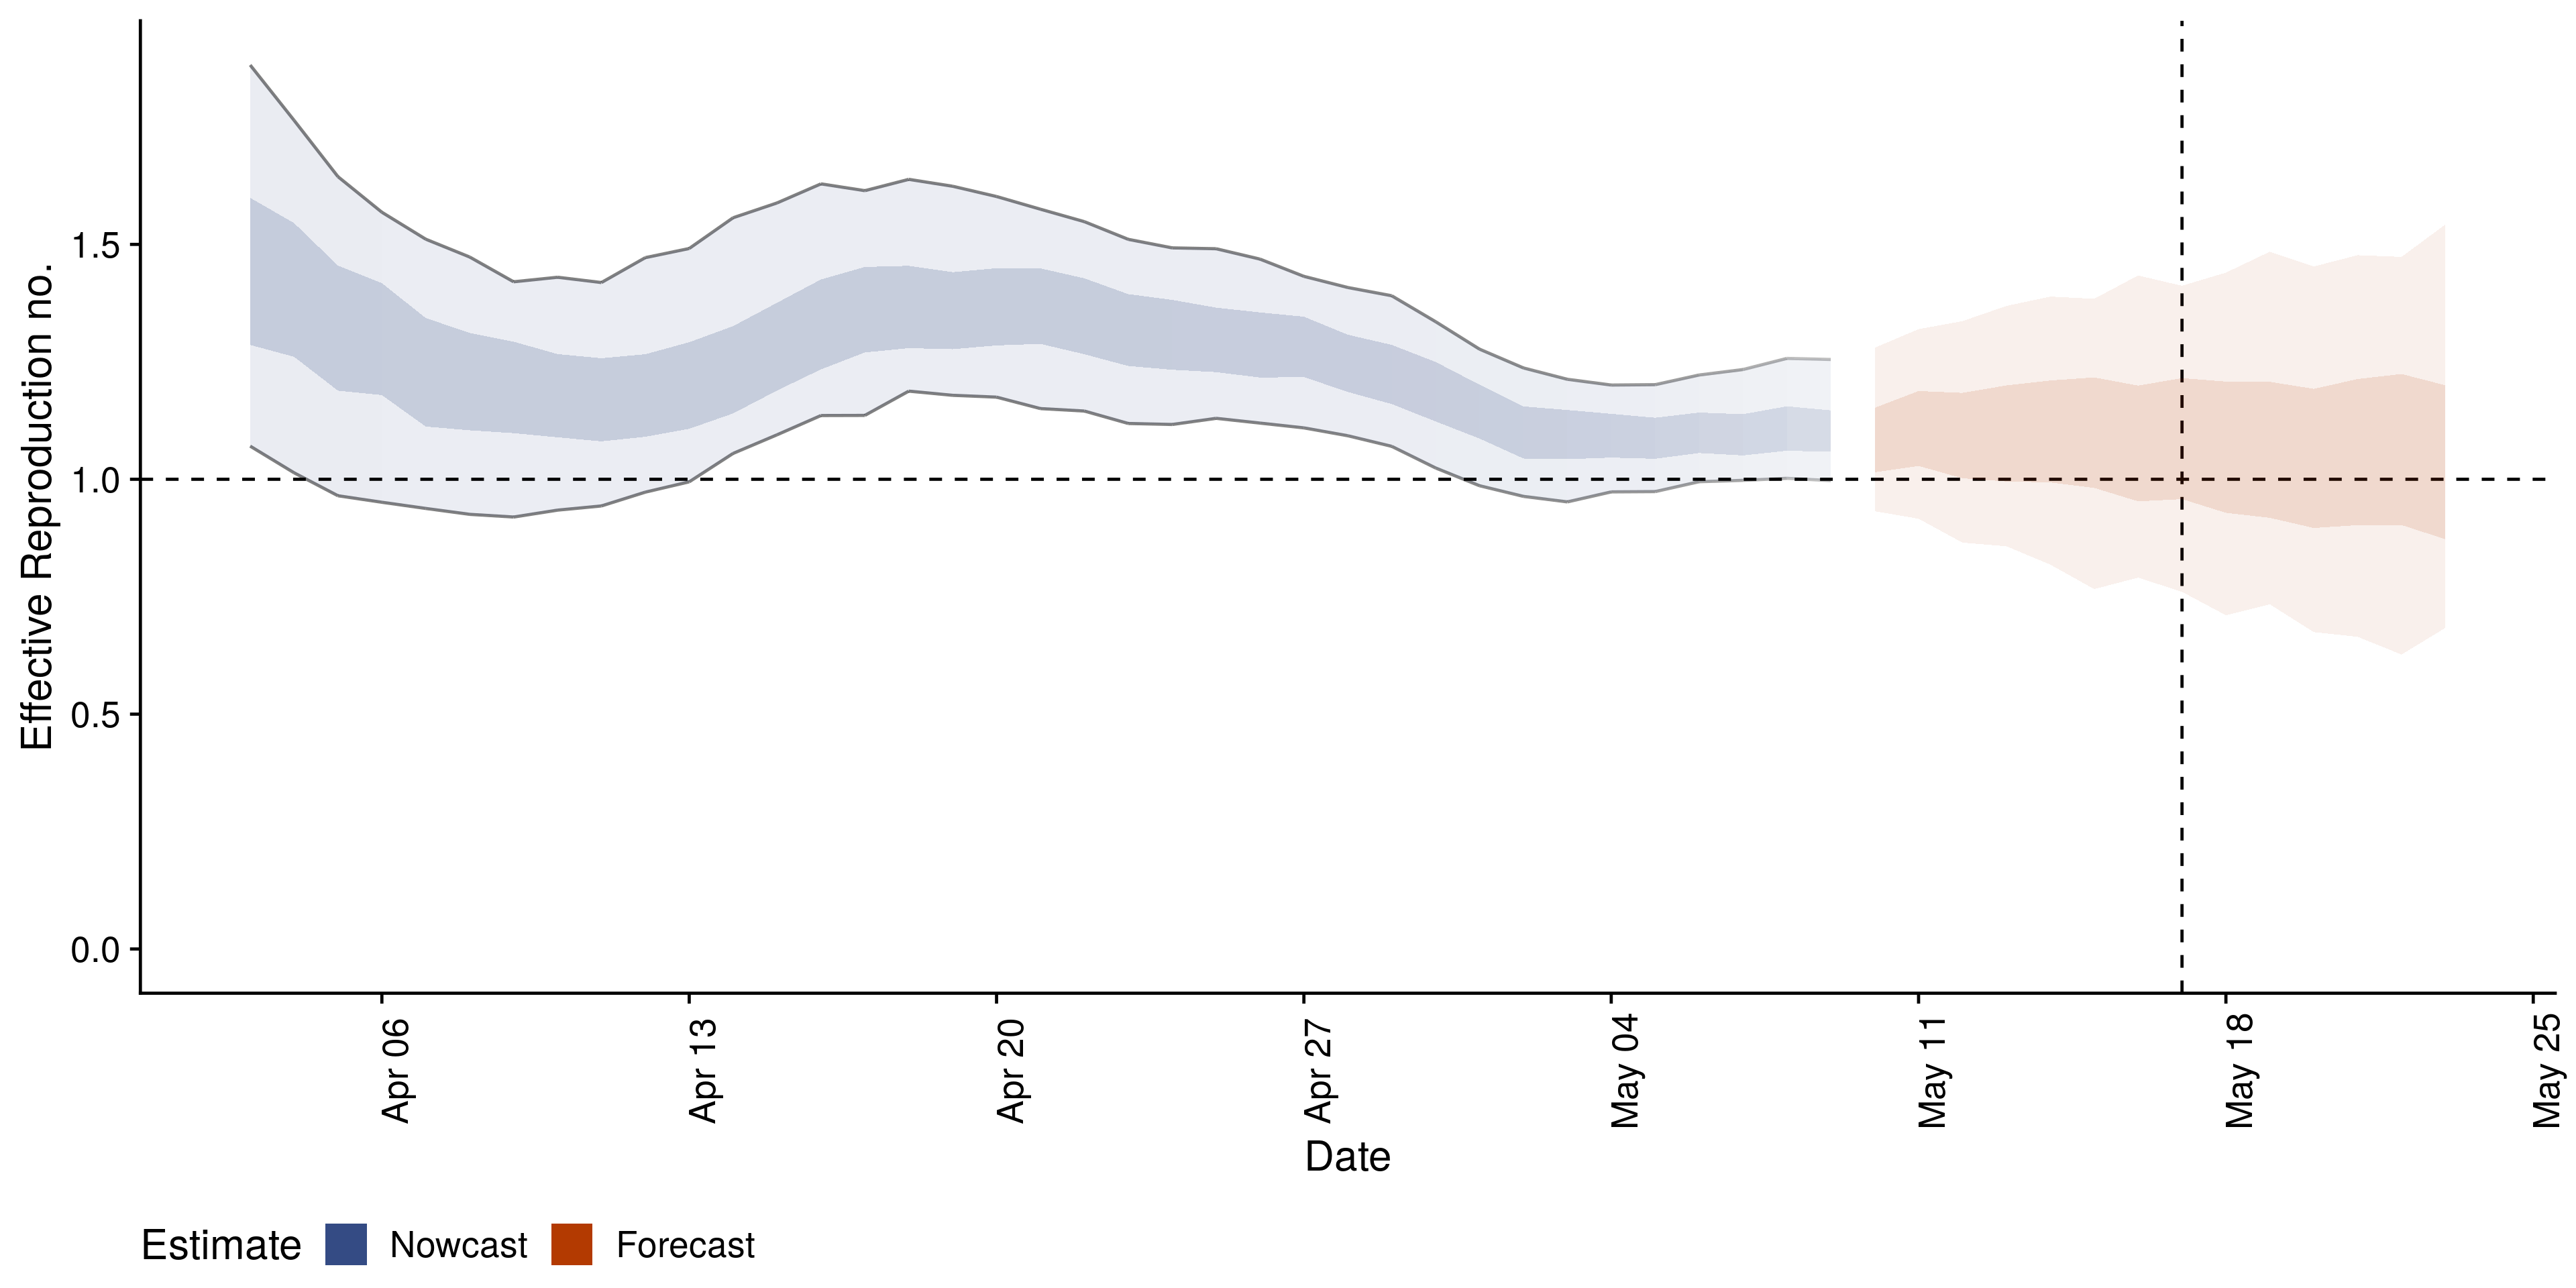 Effective Reproduction no.
1.5
1.0
0.5
0.0
Apr 06
Apr 13
Apr 20
Apr 27
May 04
May 11
May 18
May 25
Date
Estimate Nowcast Forecast